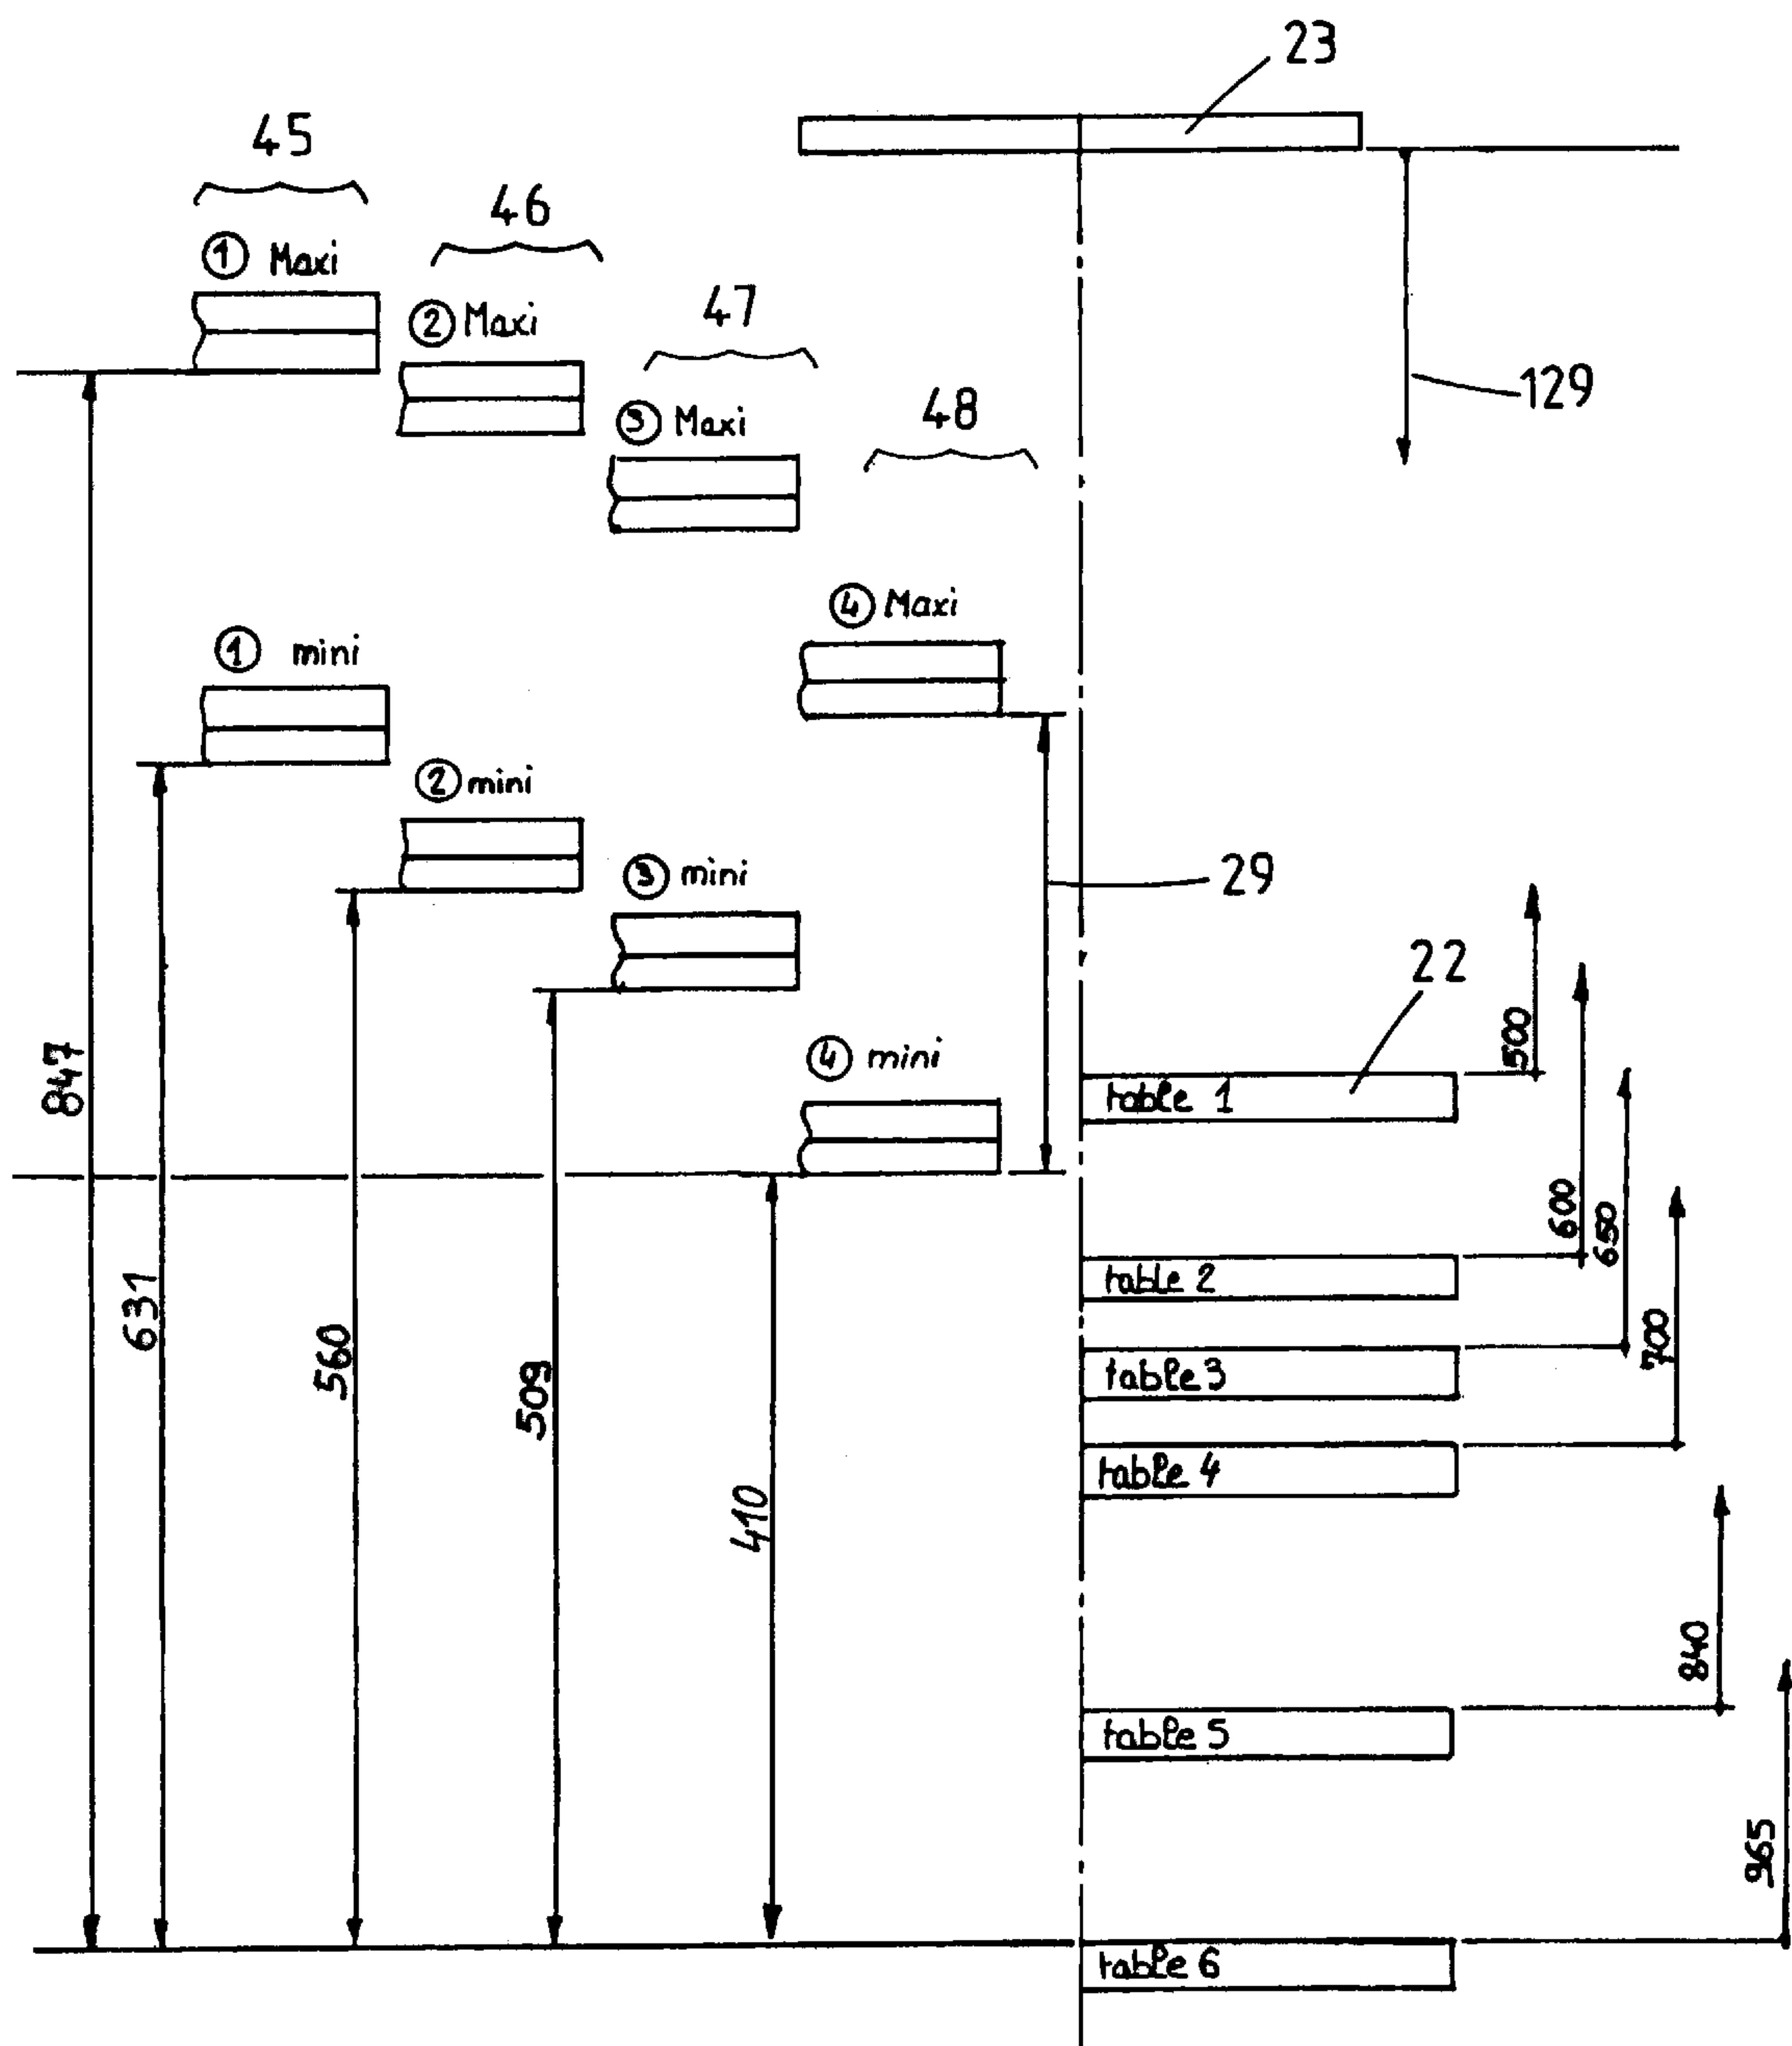 23
45
46
① Maxi
47
② Maxi
129
③ Maxi
48
④ Maxi
① mini
② mini
③ mini
29
22
500
847
④ mini
table 1
600
650
631
table 2
700
560
table 3
509
table 4
410
840
table 5
965
table 6